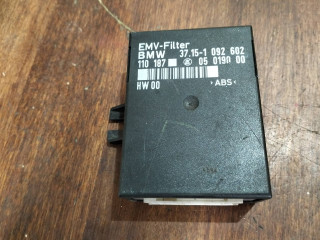 EMV-Filter
BMW 37.15-1 092 602
110 187 05 0190 00
HW 00 >ABS<